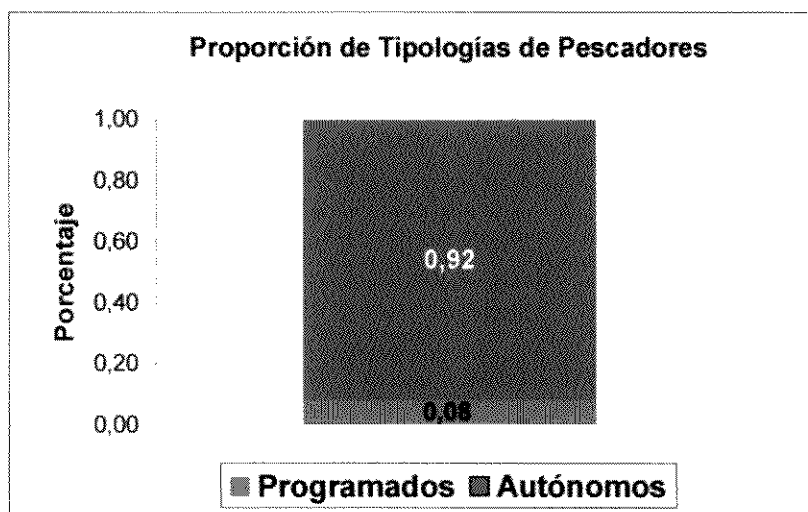 Proporción de Tipologías de Pescadores
Porcentaje
1,00
0,80
0,60
0,40
0,20
0,00
0,92
0,08
Programados Autónomos